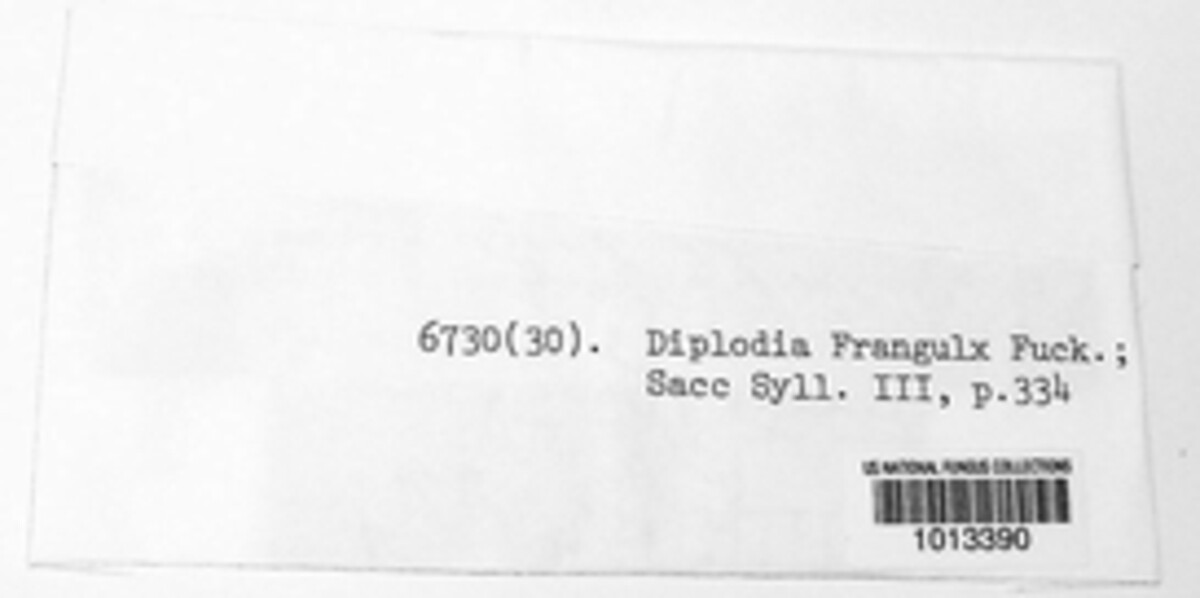 6730(30). Diplodia Frangulx Fuck.;
Sacc Syll. III, p.334
US NATIONAL FUNGUS COLLECTIONS
1013390